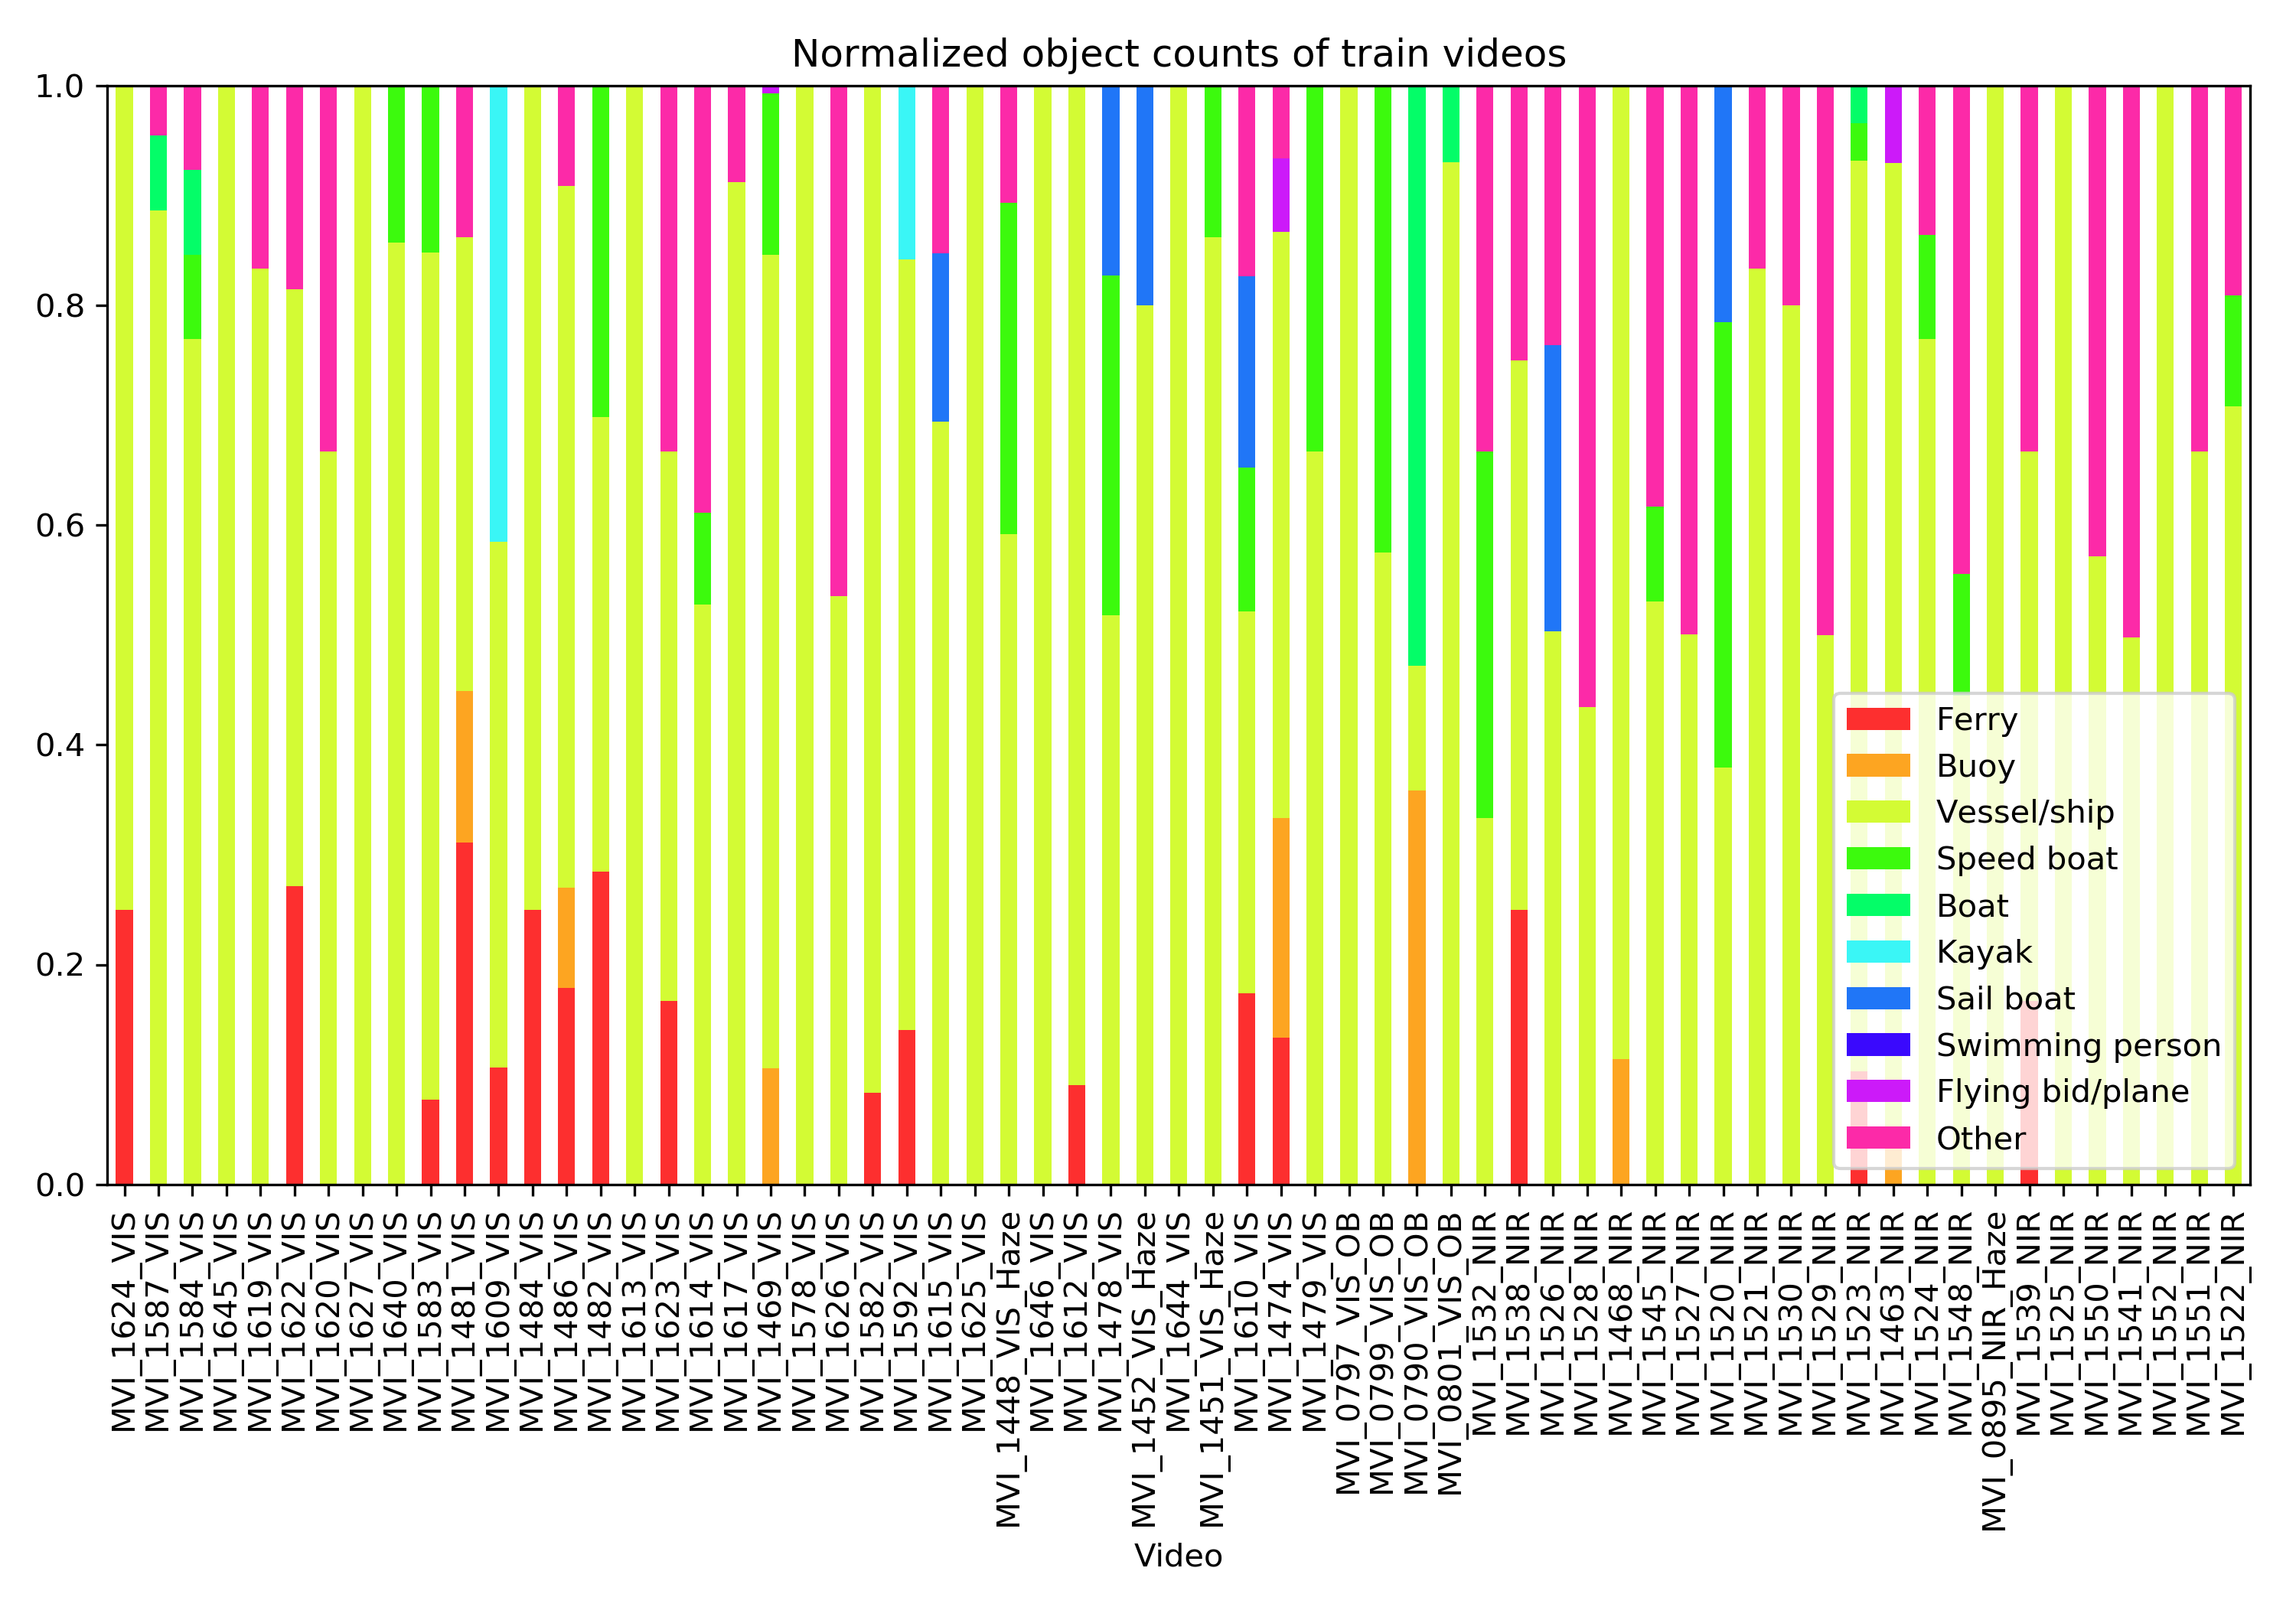 Normalized object counts of train videos
1.0
0.8
0.6
0.4
0.2
0.0
Ferry
Buoy
Vessel/ship
Speed boat
Boat
Kayak
Sail boat
Swimming person
Flying bid/plane
Other
MVI_1624_VIS
MVI_1587_VIS
MVI_1584_VIS
MVI_1645_VIS
MVI_1619_VIS
MVI_1622_VIS
MVI_1620_VIS
MVI_1627_VIS
MVI_1640_VIS
MVI_1583_VIS
MVI_1481_VIS
MVI_1609_VIS
MVI_1484_VIS
MVI_1486_VIS
MVI_1482_VIS
MVI_1613_VIS
MVI_1623_VIS
MVI_1614_VIS
MVI_1617_VIS
MVI_1469_VIS
MVI_1578_VIS
MVI_1626_VIS
MVI_1582_VIS
MVI_1592_VIS
MVI_1615_VIS
MVI_1625_VIS
MVI_1448_VIS_Haze
MVI_1646_VIS
MVI_1612_VIS
MVI_1478_VIS
MVI_1452_VIS_Haze
MVI_1644_VIS
MVI_1451_VIS_Haze
MVI_1610_VIS
MVI_1474_VIS
MVI_1479_VIS
MVI_0797_VIS_OB
MVI_0799_VIS_OB
MVI_0790_VIS_OB
MVI_0801_VIS_OB
MVI_1532_NIR
MVI_1538_NIR
MVI_1526_NIR
MVI_1528_NIR
MVI_1468_NIR
MVI_1545_NIR
MVI_1527_NIR
MVI_1520_NIR
MVI_1521_NIR
MVI_1530_NIR
MVI_1529_NIR
MVI_1523_NIR
MVI_1463_NIR
MVI_1524_NIR
MVI_1548_NIR
MVI_0895_NIR_Haze
MVI_1539_NIR
MVI_1525_NIR
MVI_1550_NIR
MVI_1541_NIR
MVI_1552_NIR
MVI_1551_NIR
MVI_1522_NIR
Video